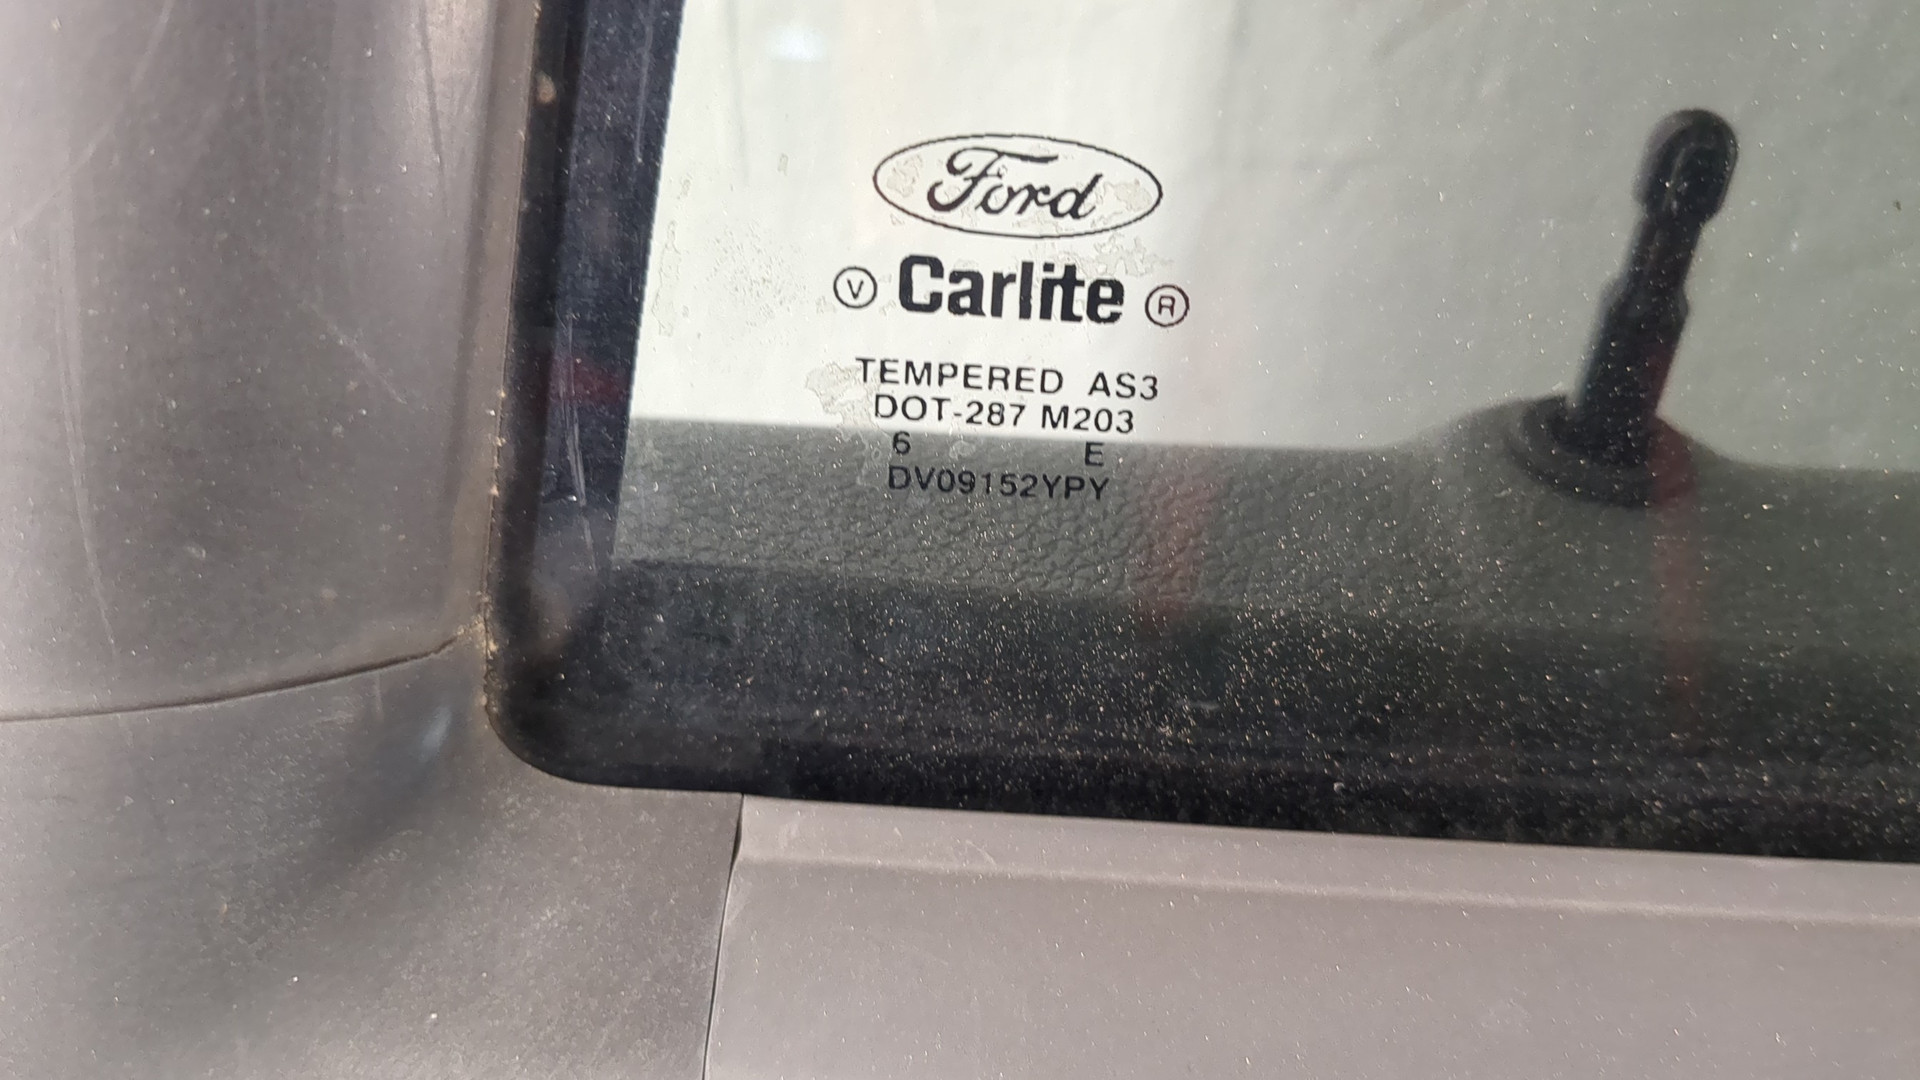 Ford
V Carlite R
TEMPERED AS3
DOT-287 M203
6 E
DV09152YPY